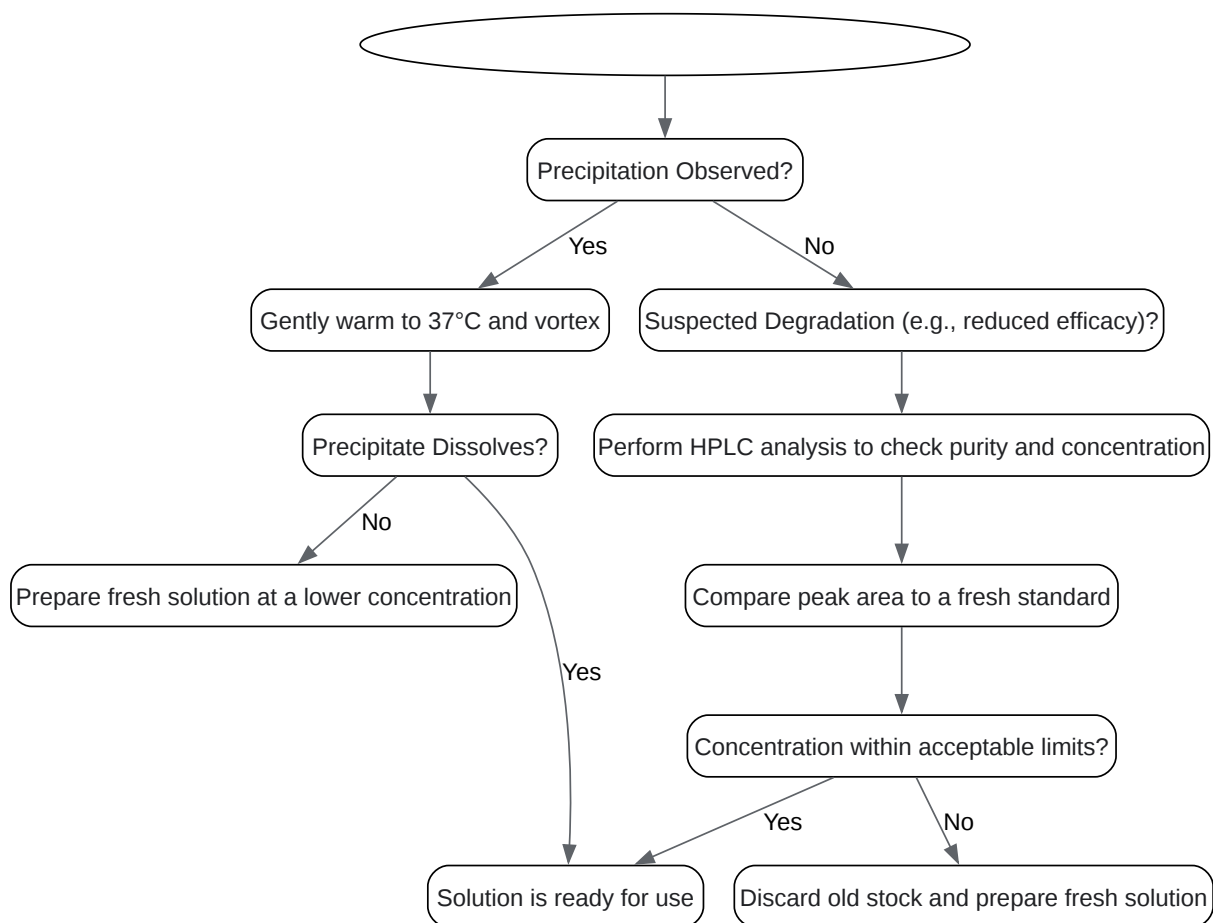 Precipitation Observed?
Yes
No
Gently warm to 37°C and vortex
Suspected Degradation (e.g., reduced efficacy)?
Precipitate Dissolves?
Perform HPLC analysis to check purity and concentration
No
Prepare fresh solution at a lower concentration
Compare peak area to a fresh standard
Yes
Concentration within acceptable limits?
Yes
No
Solution is ready for use
Discard old stock and prepare fresh solution